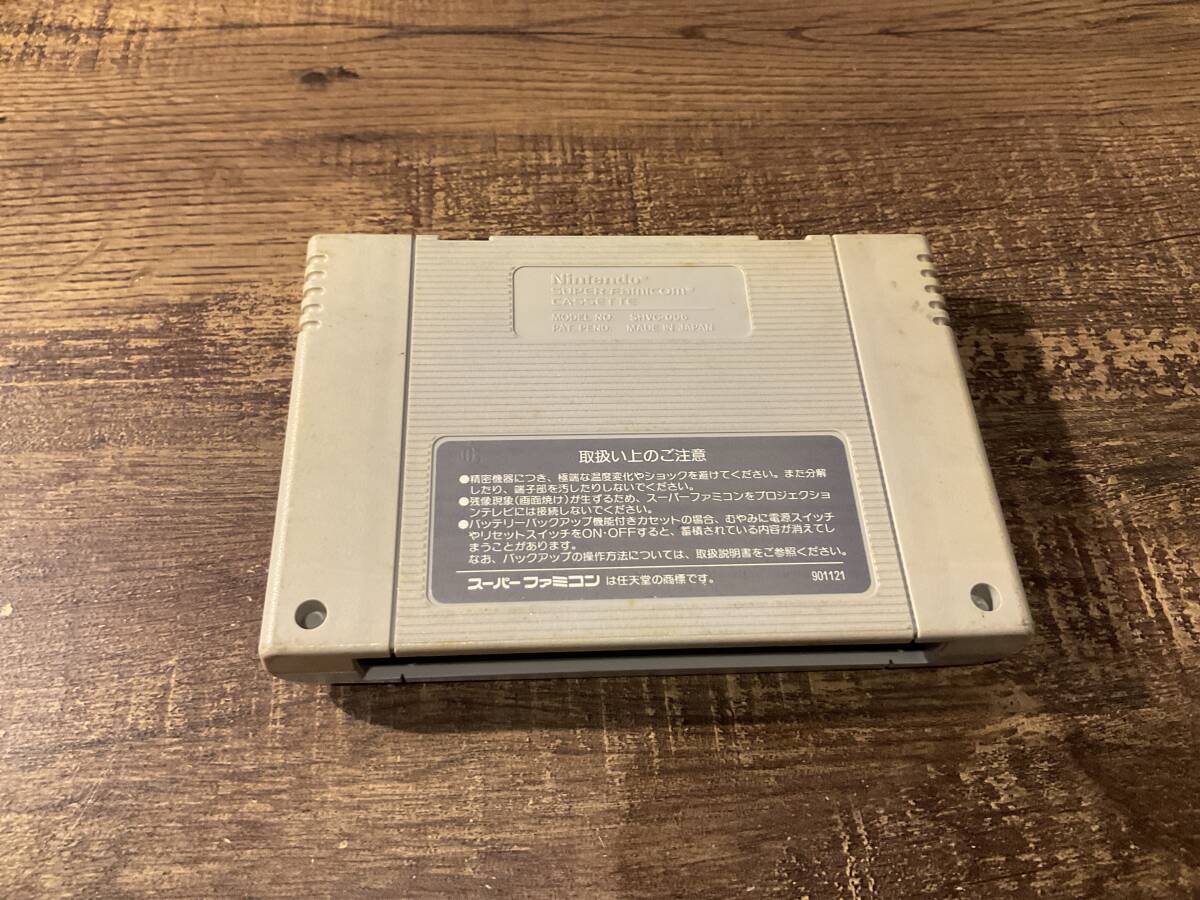 Nintendo®
SUPER Famicom™
CASSETTE
MODEL NO. SHVC-006
PAT. PEND. MADE IN JAPAN
取扱い上のご注意
●精密機器につき、極端な温度変化やショックを避けてください。また分解
したり、端子部を汚したりしないでください。
●残像現象(画面焼け)が生ずるため、スーパーファミコンをプロジェクショ
ンテレビには接続しないでください。
●バッテリーバックアップ機能付きカセットの場合、むやみに電源スイッチ
やリセットスイッチをON・OFFすると、蓄積されている内容が消えてし
まうことがあります。
なお、バックアップの操作方法については、取扱説明書をご参照ください。
スーパーファミコンは任天堂の商標です。
901121